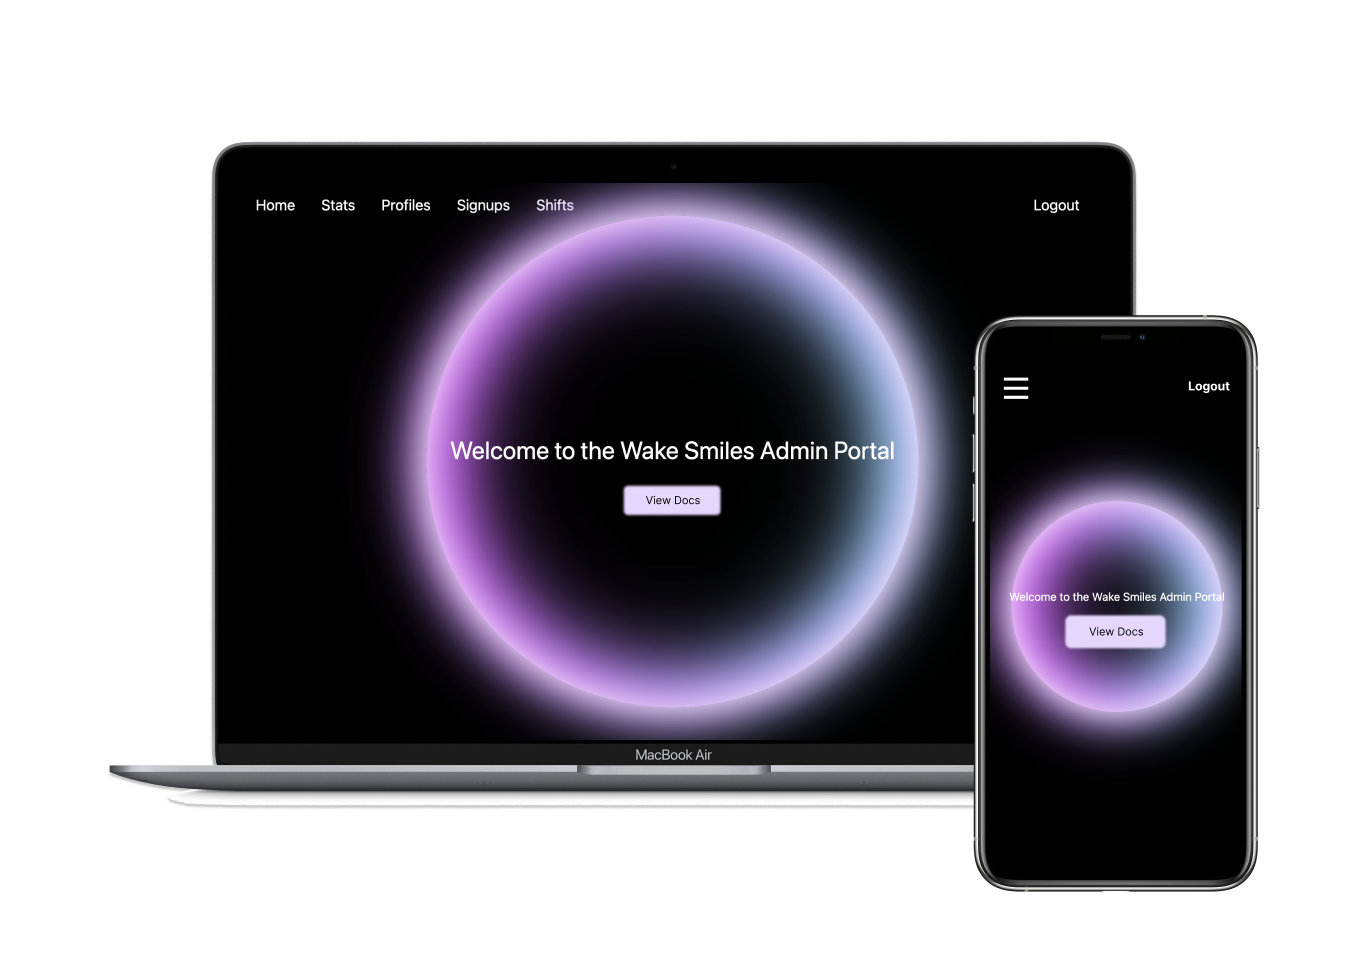 Home Stats Profiles Signups Shifts Logout
Welcome to the Wake Smiles Admin Portal
View Docs
MacBook Air
Logout
Welcome to the Wake Smiles Admin Portal
View Docs